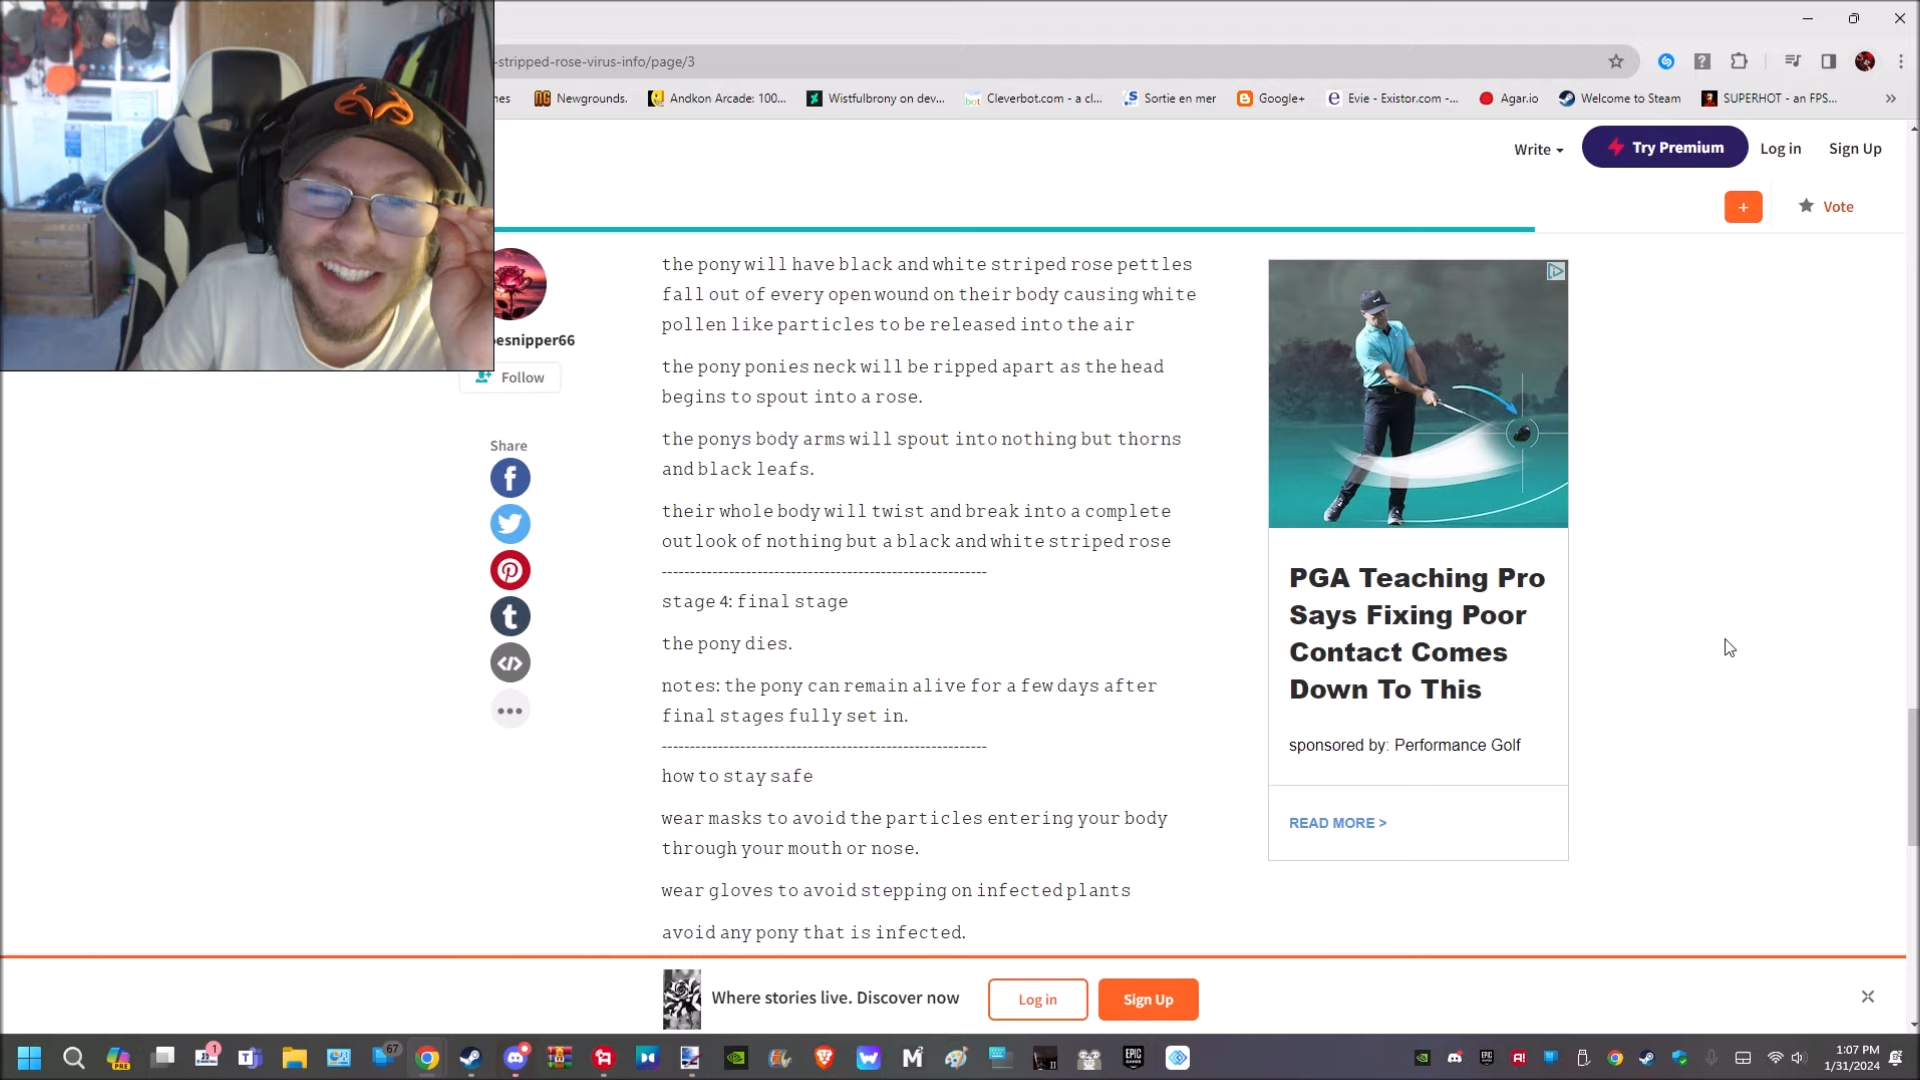 -stripped-rose-virus-info/page/3
nes
Newgrounds.
Andkon Arcade: 100...
Wistfulbrony on dev...
Cleverbot.com - a cl...
Sortie en mer
Google+
Evie - Existor.com -...
Agar.io
Welcome to Steam
SUPERHOT - an FPS...
Write
Try Premium
Log in
Sign Up
+
Vote
esnipper66
Follow
Share
the pony will have black and white striped rose pettles
fall out of every open wound on their body causing white
pollen like particles to be released into the air
the pony ponies neck will be ripped apart as the head
begins to spout into a rose.
the ponys body arms will spout into nothing but thorns
and black leafs.
their whole body will twist and break into a complete
outlook of nothing but a black and white striped rose
----------------------------------------------------------
stage 4: final stage
the pony dies.
notes: the pony can remain alive for a few days after
final stages fully set in.
----------------------------------------------------------
how to stay safe
wear masks to avoid the particles entering your body
through your mouth or nose.
wear gloves to avoid stepping on infected plants
avoid any pony that is infected.
PGA Teaching Pro
Says Fixing Poor
Contact Comes
Down To This
sponsored by: Performance Golf
READ MORE >
Where stories live. Discover now
Log in
Sign Up
1:07 PM
1/31/2024